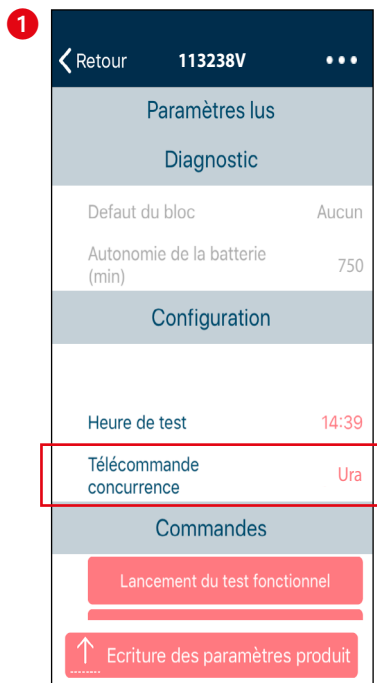 1
Retour 113238V •••
Paramètres lus
Diagnostic
Defaut du bloc Aucun
Autonomie de la batterie
(min) 750
Configuration
Heure de test 14:39
Télécommande
concurrence Ura
Commandes
Lancement du test fonctionnel
Ecriture des paramètres produit